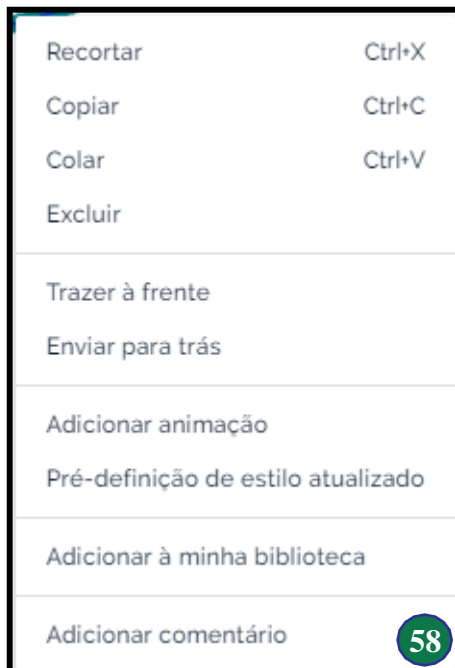 Recortar Ctrl+X
Copiar Ctrl+C
Colar Ctrl+V
Excluir
Trazer à frente
Enviar para trás
Adicionar animação
Pré-definição de estilo atualizado
Adicionar à minha biblioteca
Adicionar comentário
58